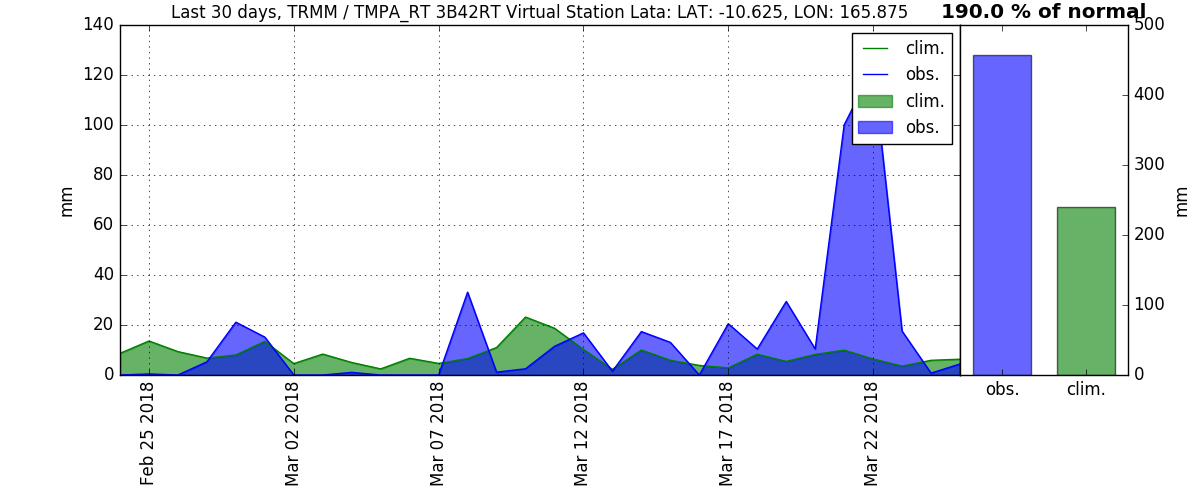 Last 30 days, TRMM / TMPA_RT 3B42RT Virtual Station Lata: LAT: -10.625, LON: 165.875
190.0 % of normal
140
120
100
80
60
40
20
0
mm
clim.
obs.
clim.
obs.
Feb 25 2018
Mar 02 2018
Mar 07 2018
Mar 12 2018
Mar 17 2018
Mar 22 2018
500
400
300
200
100
0
mm
obs.
clim.